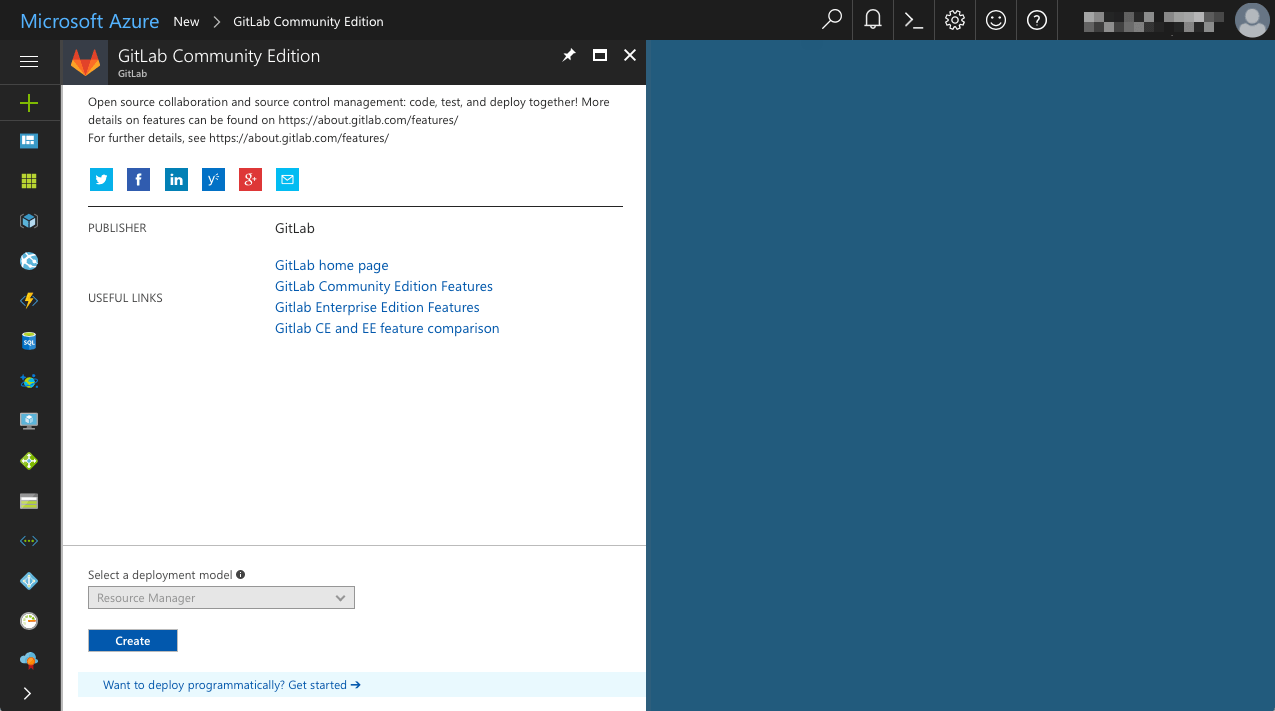 Microsoft Azure New GitLab Community Edition
GitLab Community Edition
GitLab
Open source collaboration and source control management: code, test, and deploy together! More
details on features can be found on https://about.gitlab.com/features/
For further details, see https://about.gitlab.com/features/
PUBLISHER GitLab
GitLab home page
GitLab Community Edition Features
USEFUL LINKS
Gitlab Enterprise Edition Features
Gitlab CE and EE feature comparison
Select a deployment model
Resource Manager
Create
Want to deploy programmatically? Get started →